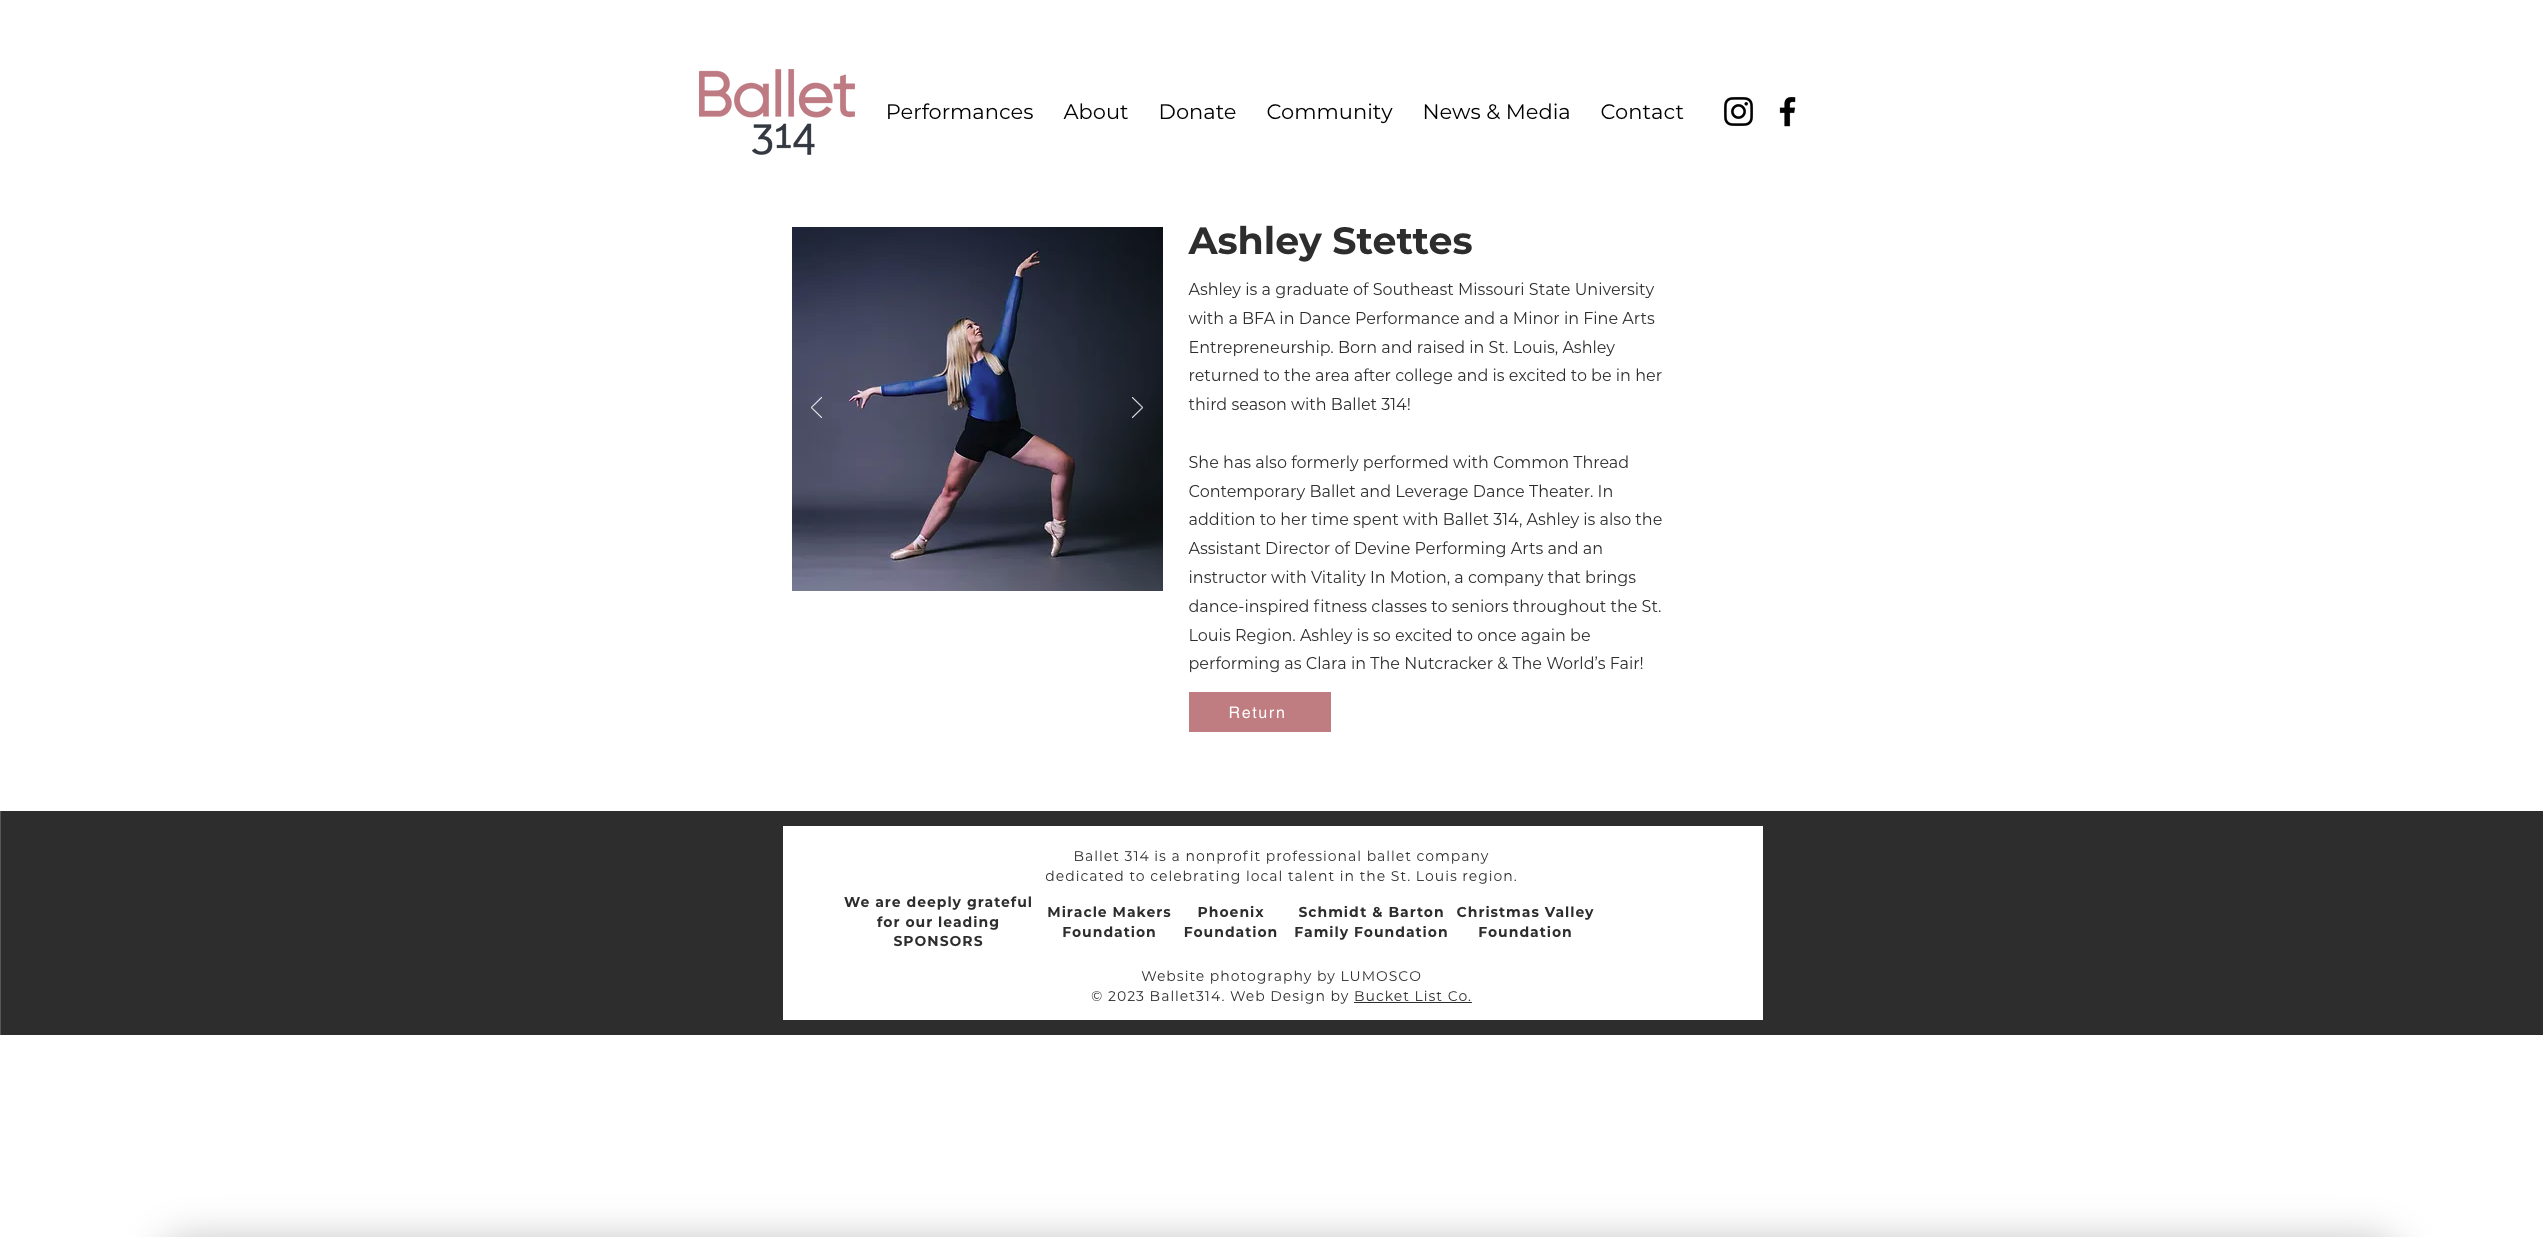 Ballet
314
Performances About Donate Community News & Media Contact
Ashley Stettes
Ashley is a graduate of Southeast Missouri State University
with a BFA in Dance Performance and a Minor in Fine Arts
Entrepreneurship. Born and raised in St. Louis, Ashley
returned to the area after college and is excited to be in her
third season with Ballet 314!
She has also formerly performed with Common Thread
Contemporary Ballet and Leverage Dance Theater. In
addition to her time spent with Ballet 314, Ashley is also the
Assistant Director of Devine Performing Arts and an
instructor with Vitality In Motion, a company that brings
dance-inspired fitness classes to seniors throughout the St.
Louis Region. Ashley is so excited to once again be
performing as Clara in The Nutcracker & The World’s Fair!
Return
Ballet 314 is a nonprofit professional ballet company
dedicated to celebrating local talent in the St. Louis region.
We are deeply grateful
for our leading
SPONSORS
Miracle Makers
Foundation
Phoenix
Foundation
Schmidt & Barton
Family Foundation
Christmas Valley
Foundation
Website photography by LUMOSCO
© 2023 Ballet314. Web Design by Bucket List Co.